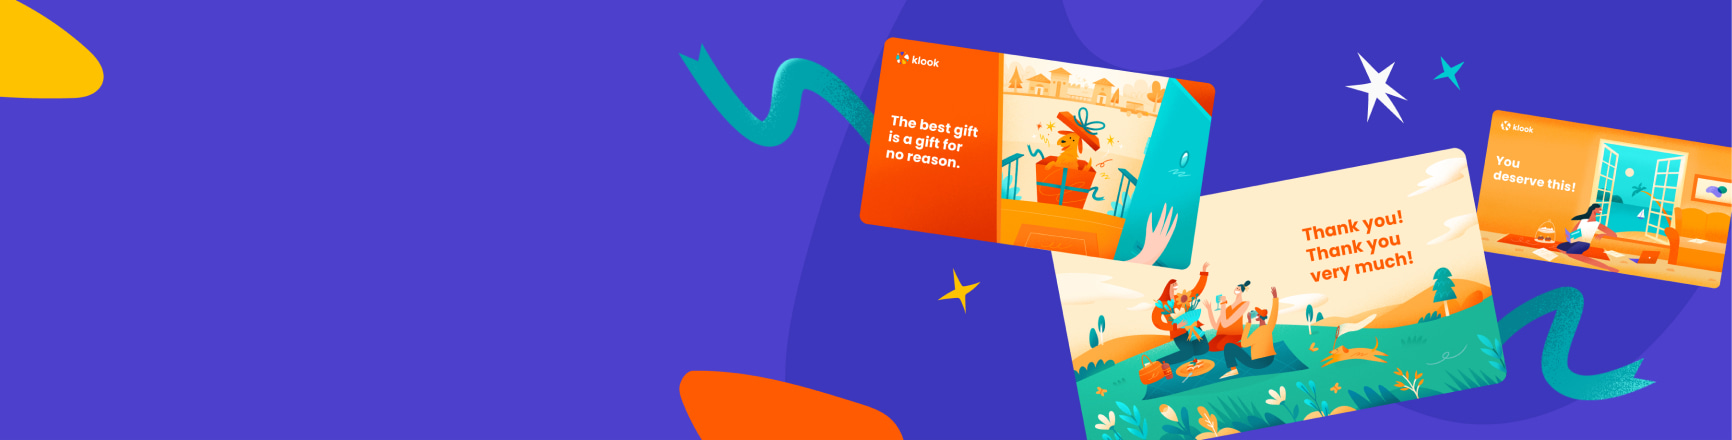 klook
The best gift
is a gift for
no reason.
Thank you!
Thank you
very much!
klook
You
deserve this!